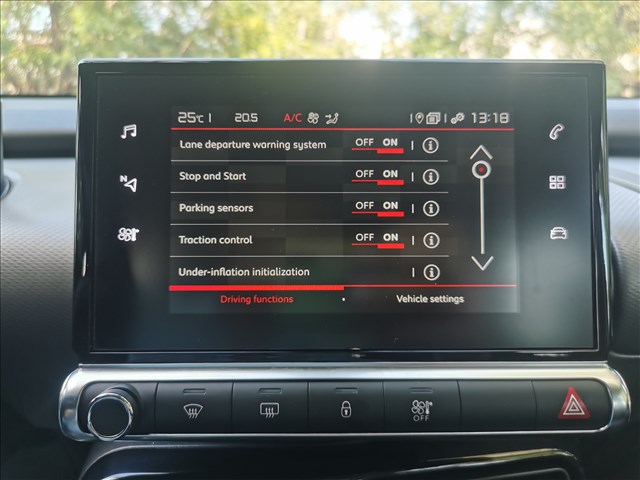 25°C 20.5 A/C 13:18
Lane departure warning system OFF ON i
Stop and Start OFF ON i
Parking sensors OFF ON i
Traction control OFF ON i
Under-inflation initialization i
Driving functions Vehicle settings
N
OFF